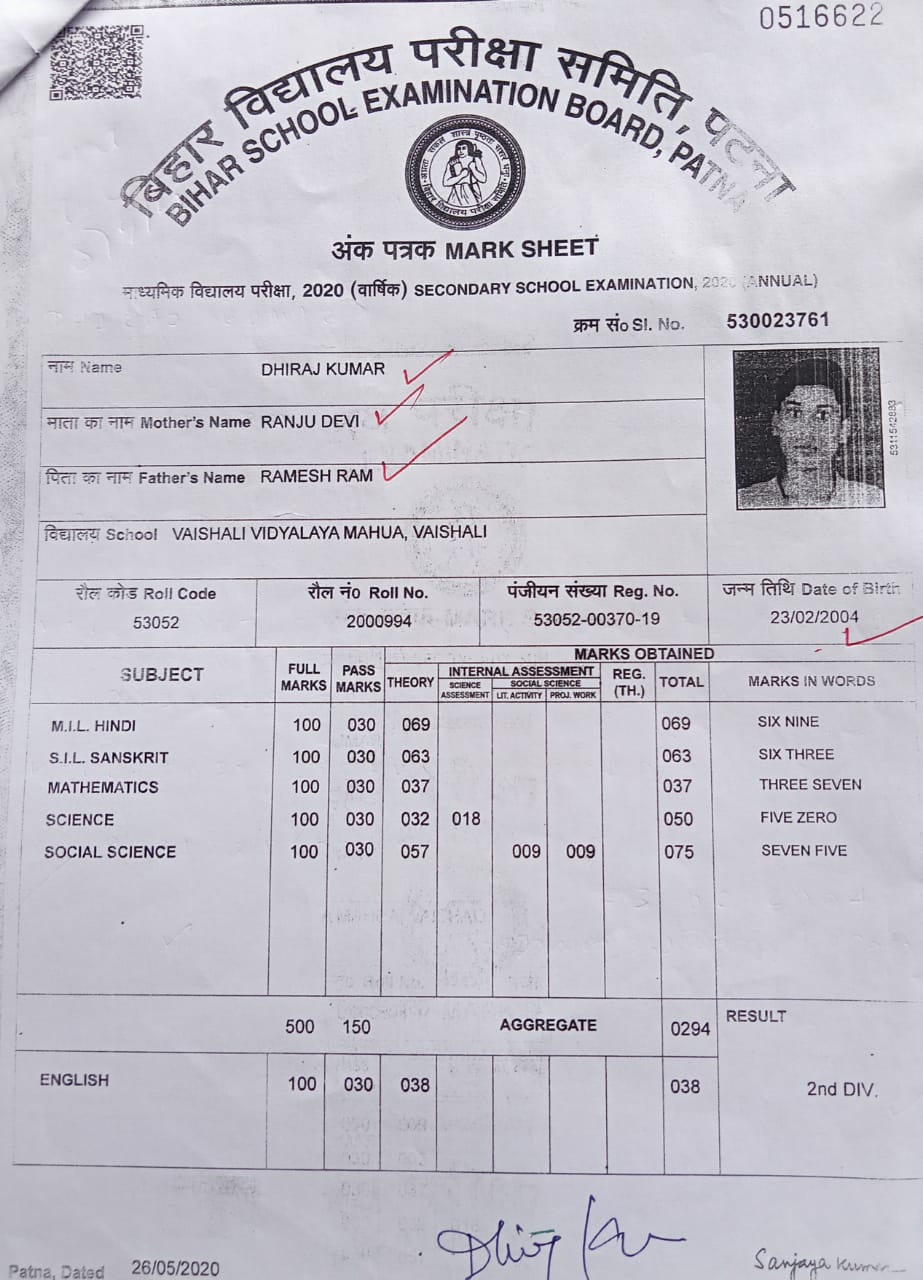 0516622
बिहार विद्यालय परीक्षा समिति, पटना
BIHAR SCHOOL EXAMINATION BOARD, PATNA
अंक पत्रक MARK SHEET
माध्यमिक विद्यालय परीक्षा, 2020 (वार्षिक) SECONDARY SCHOOL EXAMINATION, 2020 (ANNUAL)
क्रम सं० Sl. No. 530023761
नाम Name DHIRAJ KUMAR
माता का नाम Mother's Name RANJU DEVI
पिता का नाम Father's Name RAMESH RAM
विद्यालय School VAISHALI VIDYALAYA MAHUA, VAISHALI
5311542883
रौल कोड Roll Code रौल नं० Roll No. पंजीयन संख्या Reg. No. जन्म तिथि Date of Birth
53052 2000994 53052-00370-19 23/02/2004
MARKS OBTAINED
SUBJECT FULL MARKS PASS MARKS THEORY INTERNAL ASSESSMENT REG. (TH.) TOTAL MARKS IN WORDS
SCIENCE ASSESSMENT SOCIAL SCIENCE
LIT. ACTIVITY PROJ. WORK
M.I.L. HINDI 100 030 069 069 SIX NINE
S.I.L. SANSKRIT 100 030 063 063 SIX THREE
MATHEMATICS 100 030 037 037 THREE SEVEN
SCIENCE 100 030 032 018 050 FIVE ZERO
SOCIAL SCIENCE 100 030 057 009 009 075 SEVEN FIVE
500 150 AGGREGATE 0294 RESULT
ENGLISH 100 030 038 038 2nd DIV.
Patna, Dated 26/05/2020
Sanjaya Kumar